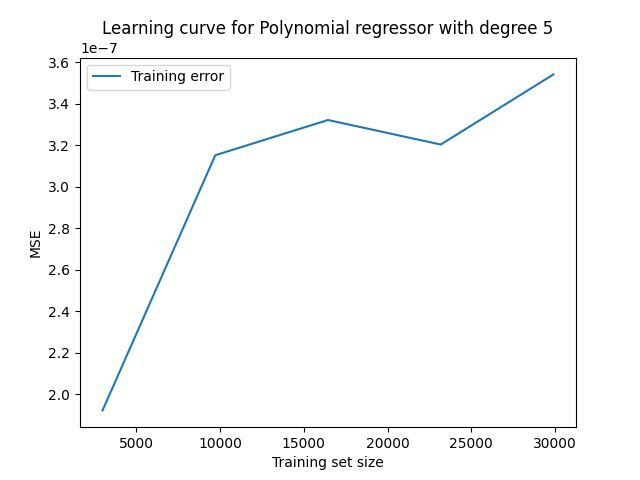 Learning curve for Polynomial regressor with degree 5
1e−7
3.6
3.4
3.2
3.0
2.8
2.6
2.4
2.2
2.0
MSE
Training error
5000 10000 15000 20000 25000 30000
Training set size